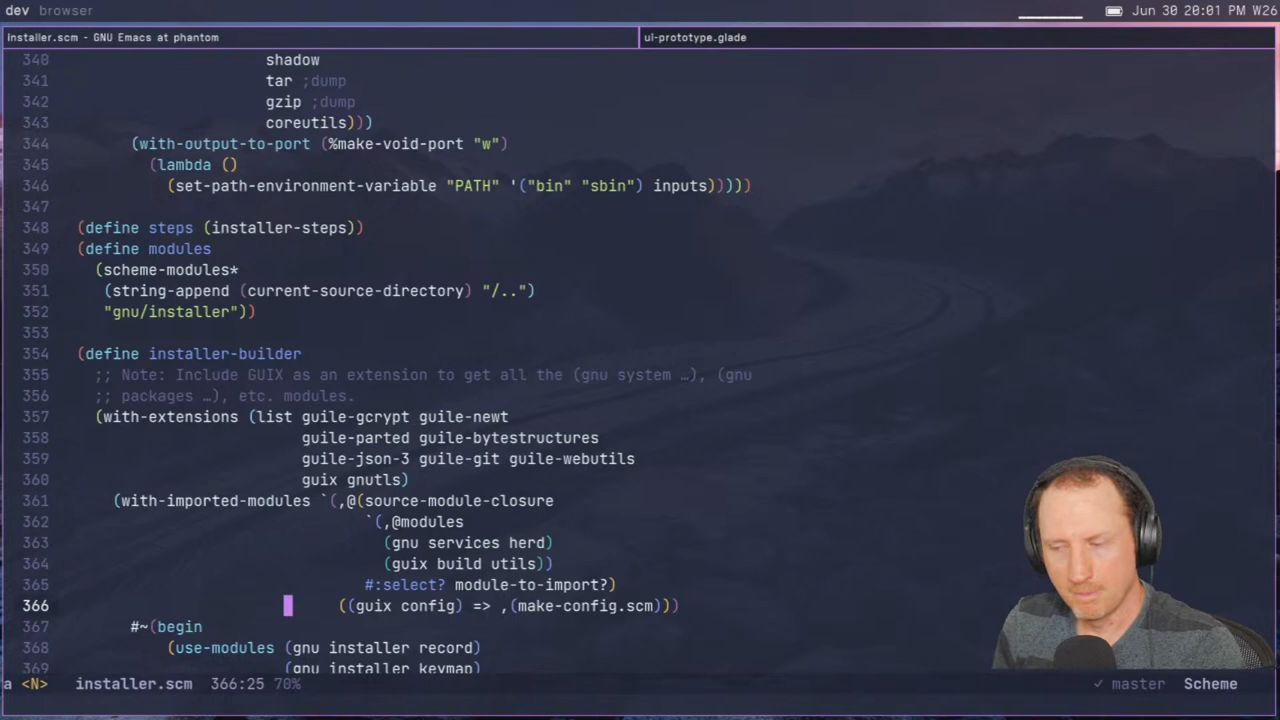 dev browser
Jun 30 20:01 PM W26
installer.scm - GNU Emacs at phantom
ui-prototype.glade
340 shadow
341 tar ;dump
342 gzip ;dump
343 coreutils)))
344 (with-output-to-port (%make-void-port "w")
345 (lambda ()
346 (set-path-environment-variable "PATH" '("bin" "sbin") inputs)))))
347
348 (define steps (installer-steps))
349 (define modules
350 (scheme-modules*
351 (string-append (current-source-directory) "/..")
352 "gnu/installer"))
353
354 (define installer-builder
355 ;; Note: Include GUIX as an extension to get all the (gnu system …), (gnu
356 ;; packages …), etc. modules.
357 (with-extensions (list guile-gcrypt guile-newt
358 guile-parted guile-bytestructures
359 guile-json-3 guile-git guile-webutils
360 guix gnutls)
361 (with-imported-modules `(,@(source-module-closure
362 `(,@modules
363 (gnu services herd)
364 (guix build utils))
365 #:select? module-to-import?)
366 ((guix config) => ,(make-config.scm)))
367 #~(begin
368 (use-modules (gnu installer record)
369 (gnu installer keymap)
a <N> installer.scm 366:25 70%
✓ master Scheme